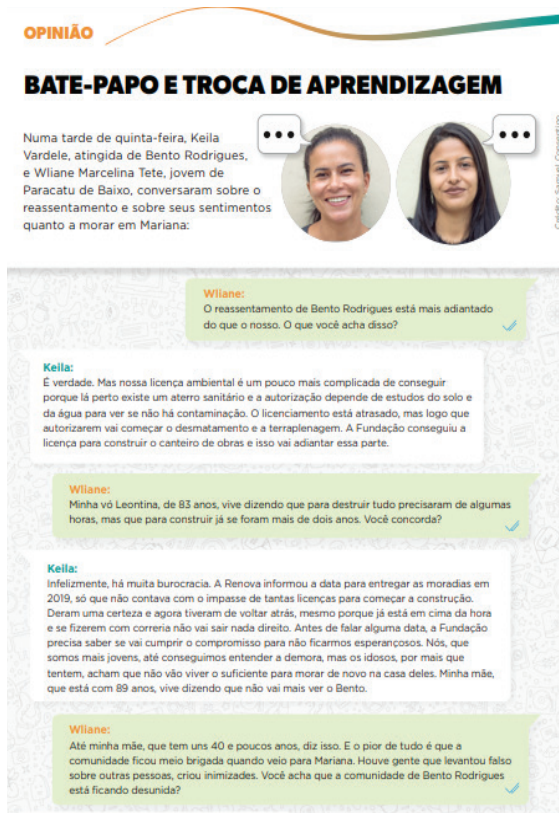 OPINIÃO
BATE-PAPO E TROCA DE APRENDIZAGEM
Numa tarde de quinta-feira, Keila
Vardele, atingida de Bento Rodrigues,
e Wliane Marcelina Tete, jovem de
Paracatu de Baixo, conversaram sobre o
reassentamento e sobre seus sentimentos
quanto a morar em Mariana:
Wliane:
O reassentamento de Bento Rodrigues está mais adiantado
do que o nosso. O que você acha disso?
Keila:
É verdade. Mas nossa licença ambiental é um pouco mais complicada de conseguir
porque lá perto existe um aterro sanitário e a autorização depende de estudos do solo e
da água para ver se não há contaminação. O licenciamento está atrasado, mas logo que
autorizarem vai começar o desmatamento e a terraplenagem. A Fundação conseguiu a
licença para construir o canteiro de obras e isso vai adiantar essa parte.
Wliane:
Minha vó Leontina, de 83 anos, vive dizendo que para destruir tudo precisaram de algumas
horas, mas que para construir já se foram mais de dois anos. Você concorda?
Keila:
Infelizmente, há muita burocracia. A Renova informou a data para entregar as moradias em
2019, só que não contava com o impasse de tantas licenças para começar a construção.
Deram uma certeza e agora tiveram de voltar atrás, mesmo porque já está em cima da hora
e se fizerem com correria não vai sair nada direito. Antes de falar alguma data, a Fundação
precisa saber se vai cumprir o compromisso para não ficarmos esperançosos. Nós, que
somos mais jovens, até conseguimos entender a demora, mas os idosos, por mais que
tentem, acham que não vão viver o suficiente para morar de novo na casa deles. Minha mãe,
que está com 89 anos, vive dizendo que não vai mais ver o Bento.
Wliane:
Até minha mãe, que tem uns 40 e poucos anos, diz isso. E o pior de tudo é que a
comunidade ficou meio brigada quando veio para Mariana. Houve gente que levantou falso
sobre outras pessoas, criou inimizades. Você acha que a comunidade de Bento Rodrigues
está ficando desunida?